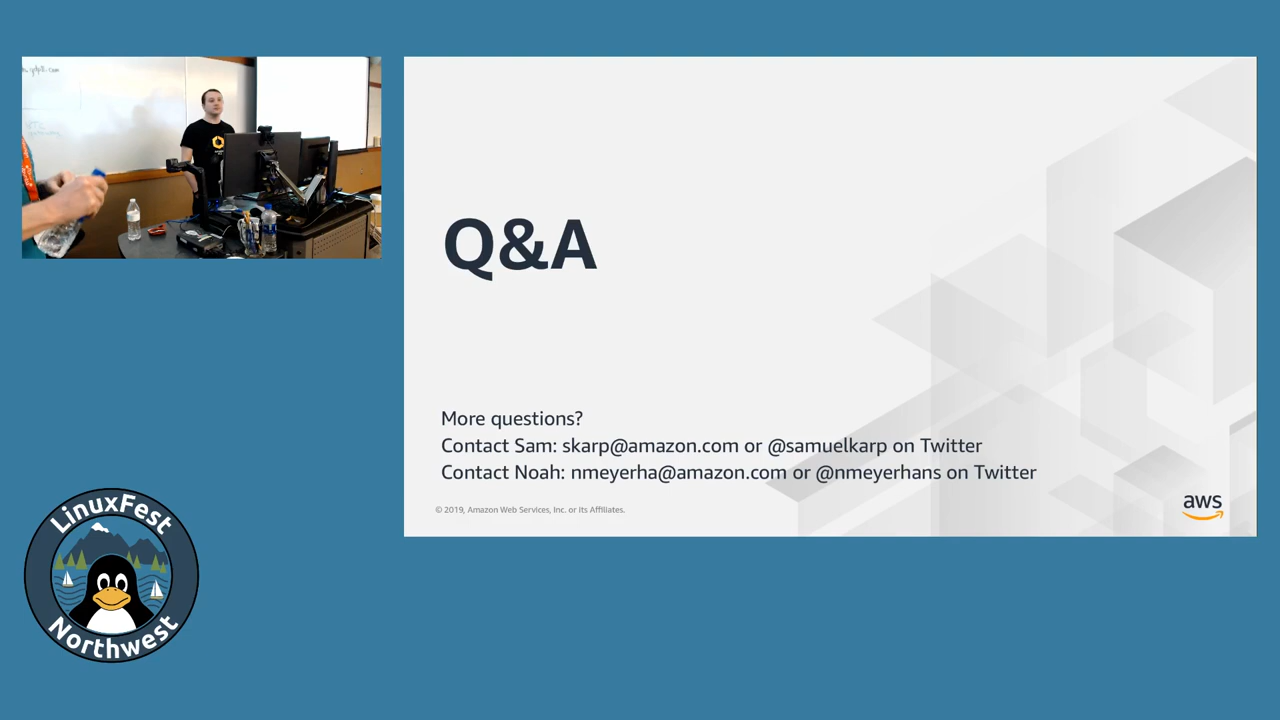 Q&A
More questions?
Contact Sam: skarp@amazon.com or @samuelkarp on Twitter
Contact Noah: nmeyerha@amazon.com or @nmeyerhans on Twitter
© 2019, Amazon Web Services, Inc. or its Affiliates.
aws
LinuxFest
Northwest